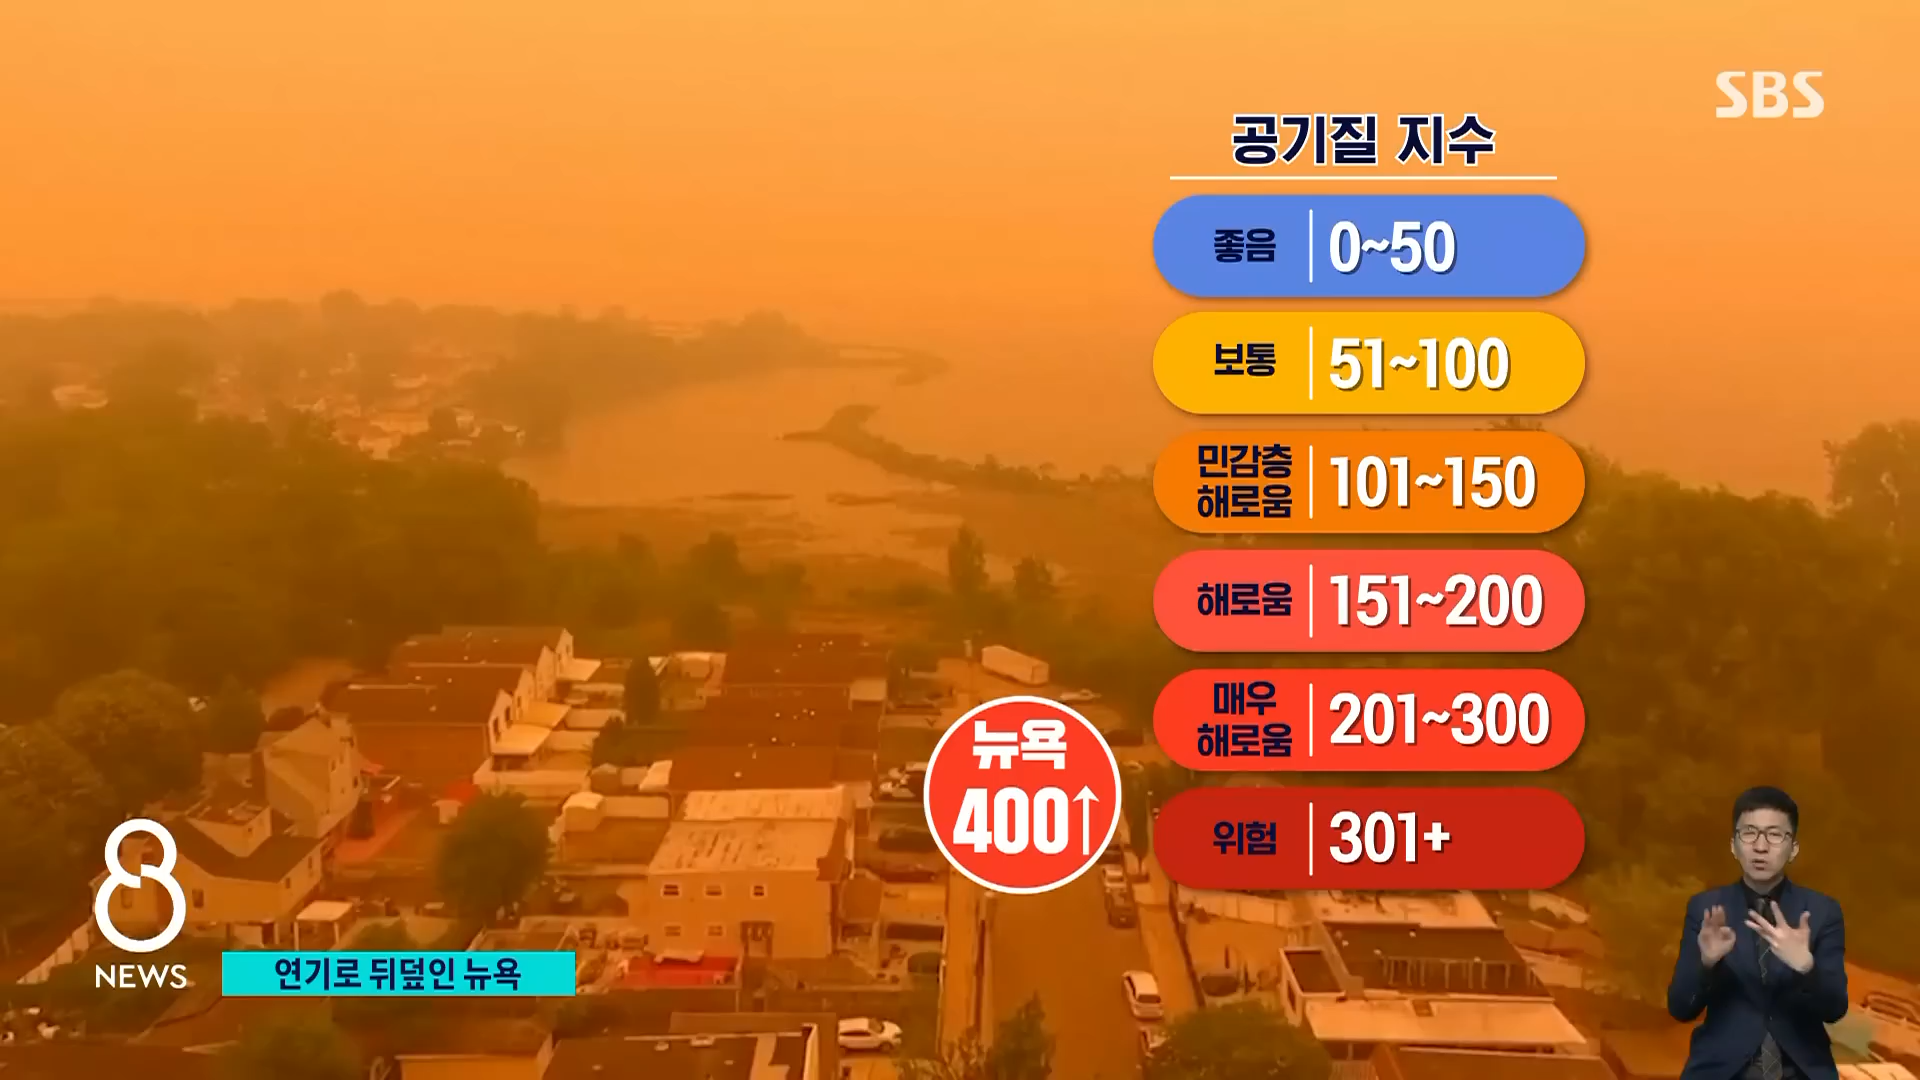 SBS
공기질 지수
좋음 0~50
보통 51~100
민감층
해로움 101~150
해로움 151~200
매우
해로움 201~300
위험 301+
뉴욕
400↑
8
NEWS
연기로 뒤덮인 뉴욕